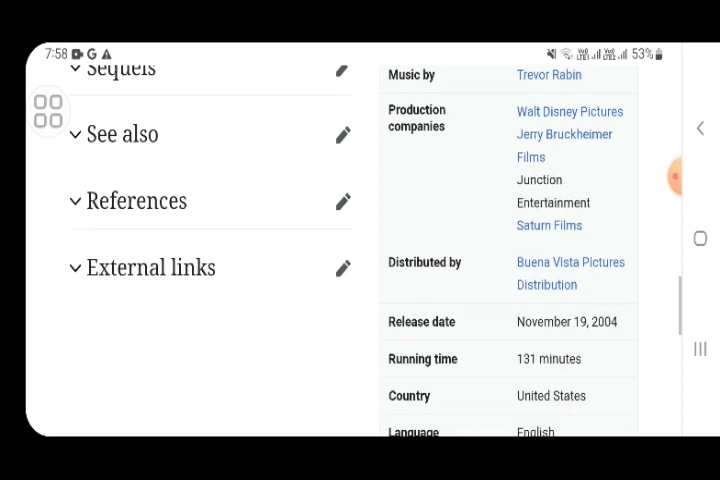 7:58 G 53%
Sequels
See also
References
External links
Music by Trevor Rabin
Production Walt Disney Pictures
companies Jerry Bruckheimer
Films
Junction
Entertainment
Saturn Films
Distributed by Buena Vista Pictures
Distribution
Release date November 19, 2004
Running time 131 minutes
Country United States
Language English